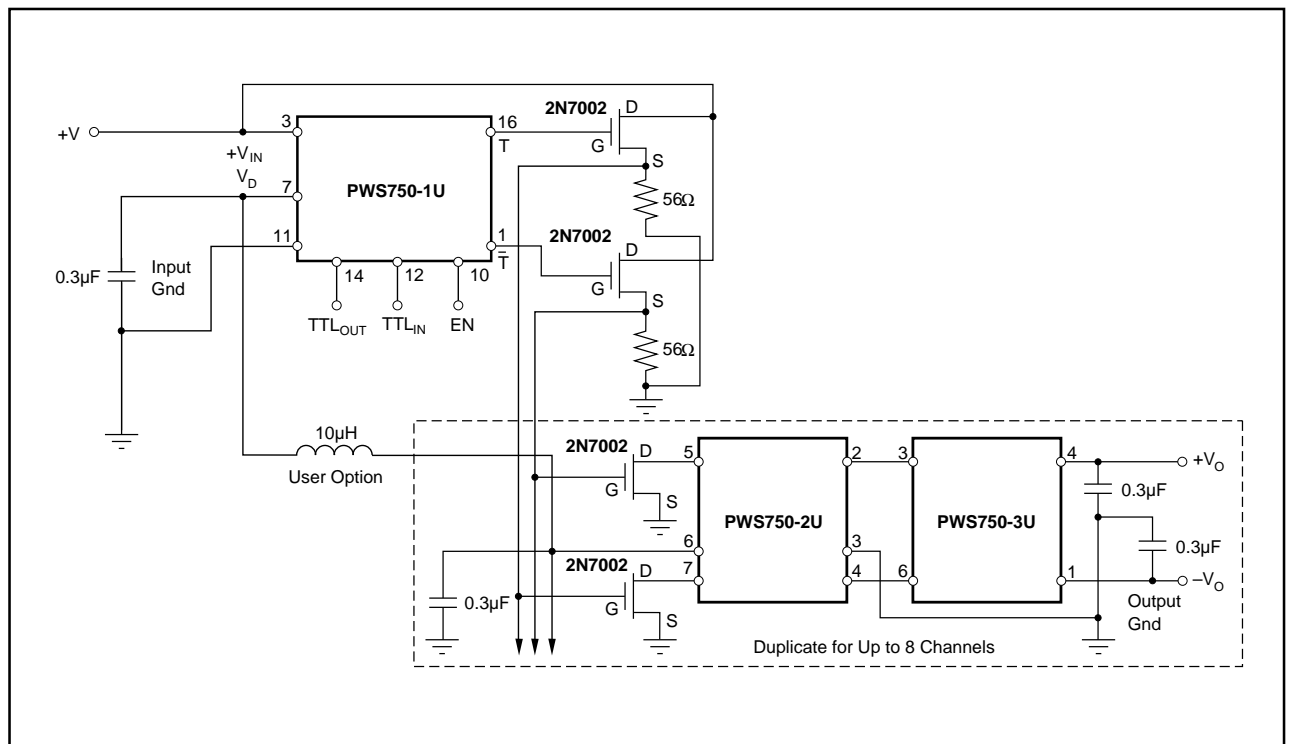 2N7002
D
+V
3
16
+V_IN
T
G
S
V_D
7
PWS750-1U
56Ω
2N7002
11
1
T̄
D
0.3µF
Input
Gnd
14
12
10
G
S
TTL_OUT
TTL_IN
EN
56Ω
10µH
User Option
2N7002
D
5
2
3
4
+V_O
G
S
0.3µF
PWS750-2U
PWS750-3U
6
3
0.3µF
2N7002
D
7
4
6
1
–V_O
0.3µF
G
S
Output
Gnd
Duplicate for Up to 8 Channels